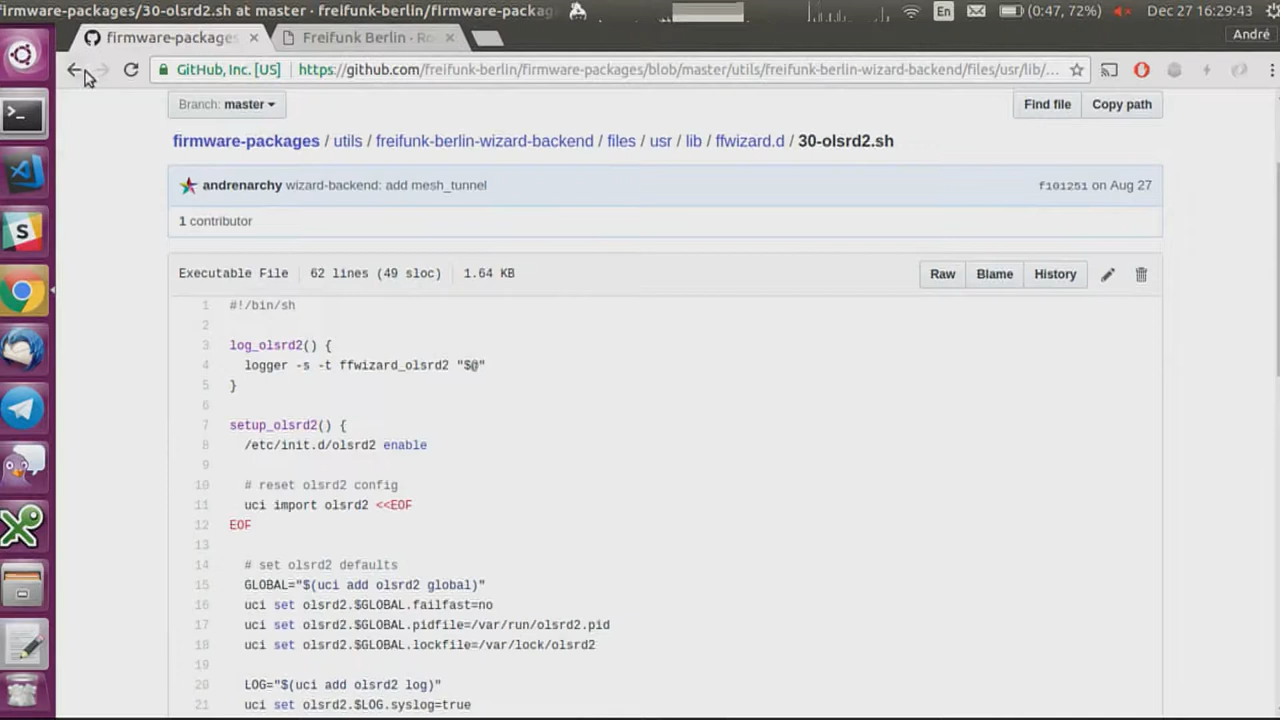 firmware-packages/30-olsrd2.sh at master · freifunk-berlin/firmware-packag
En
(0:47, 72%)
Dec 27 16:29:43
firmware-packages
Freifunk Berlin
André
GitHub, Inc. [US]
https://github.com/freifunk-berlin/firmware-packages/blob/master/utils/freifunk-berlin-wizard-backend/files/usr/lib/...
Branch: master
Find file
Copy path
firmware-packages / utils / freifunk-berlin-wizard-backend / files / usr / lib / ffwizard.d / 30-olsrd2.sh
andrenarchy wizard-backend: add mesh_tunnel
f101251 on Aug 27
1 contributor
Executable File
62 lines (49 sloc)
1.64 KB
Raw
Blame
History
1 #!/bin/sh
2
3 log_olsrd2() {
4 logger -s -t ffwizard_olsrd2 "$@"
5 }
6
7 setup_olsrd2() {
8 /etc/init.d/olsrd2 enable
9
10 # reset olsrd2 config
11 uci import olsrd2 <<EOF
12 EOF
13
14 # set olsrd2 defaults
15 GLOBAL="$(uci add olsrd2 global)"
16 uci set olsrd2.$GLOBAL.failfast=no
17 uci set olsrd2.$GLOBAL.pidfile=/var/run/olsrd2.pid
18 uci set olsrd2.$GLOBAL.lockfile=/var/lock/olsrd2
19
20 LOG="$(uci add olsrd2 log)"
21 uci set olsrd2.$LOG.syslog=true